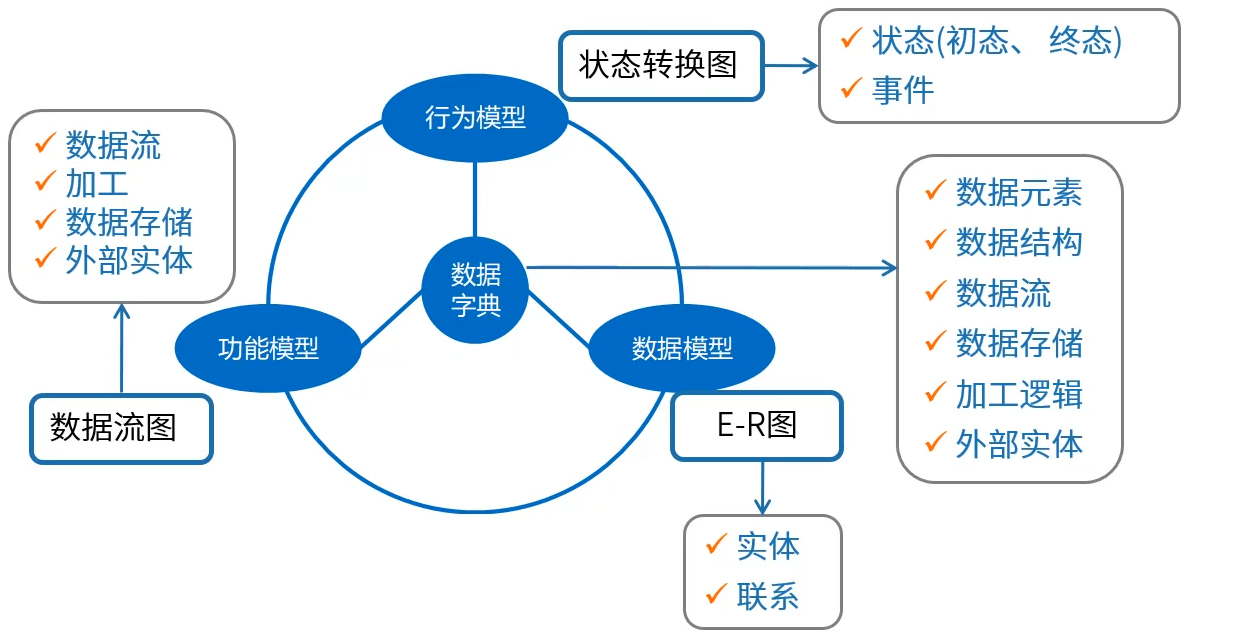 状态转换图
状态(初态、 终态)
事件
行为模型
数据流
加工
数据存储
外部实体
数据元素
数据结构
数据流
数据存储
加工逻辑
外部实体
数据
字典
功能模型
数据模型
数据流图
E-R图
实体
联系